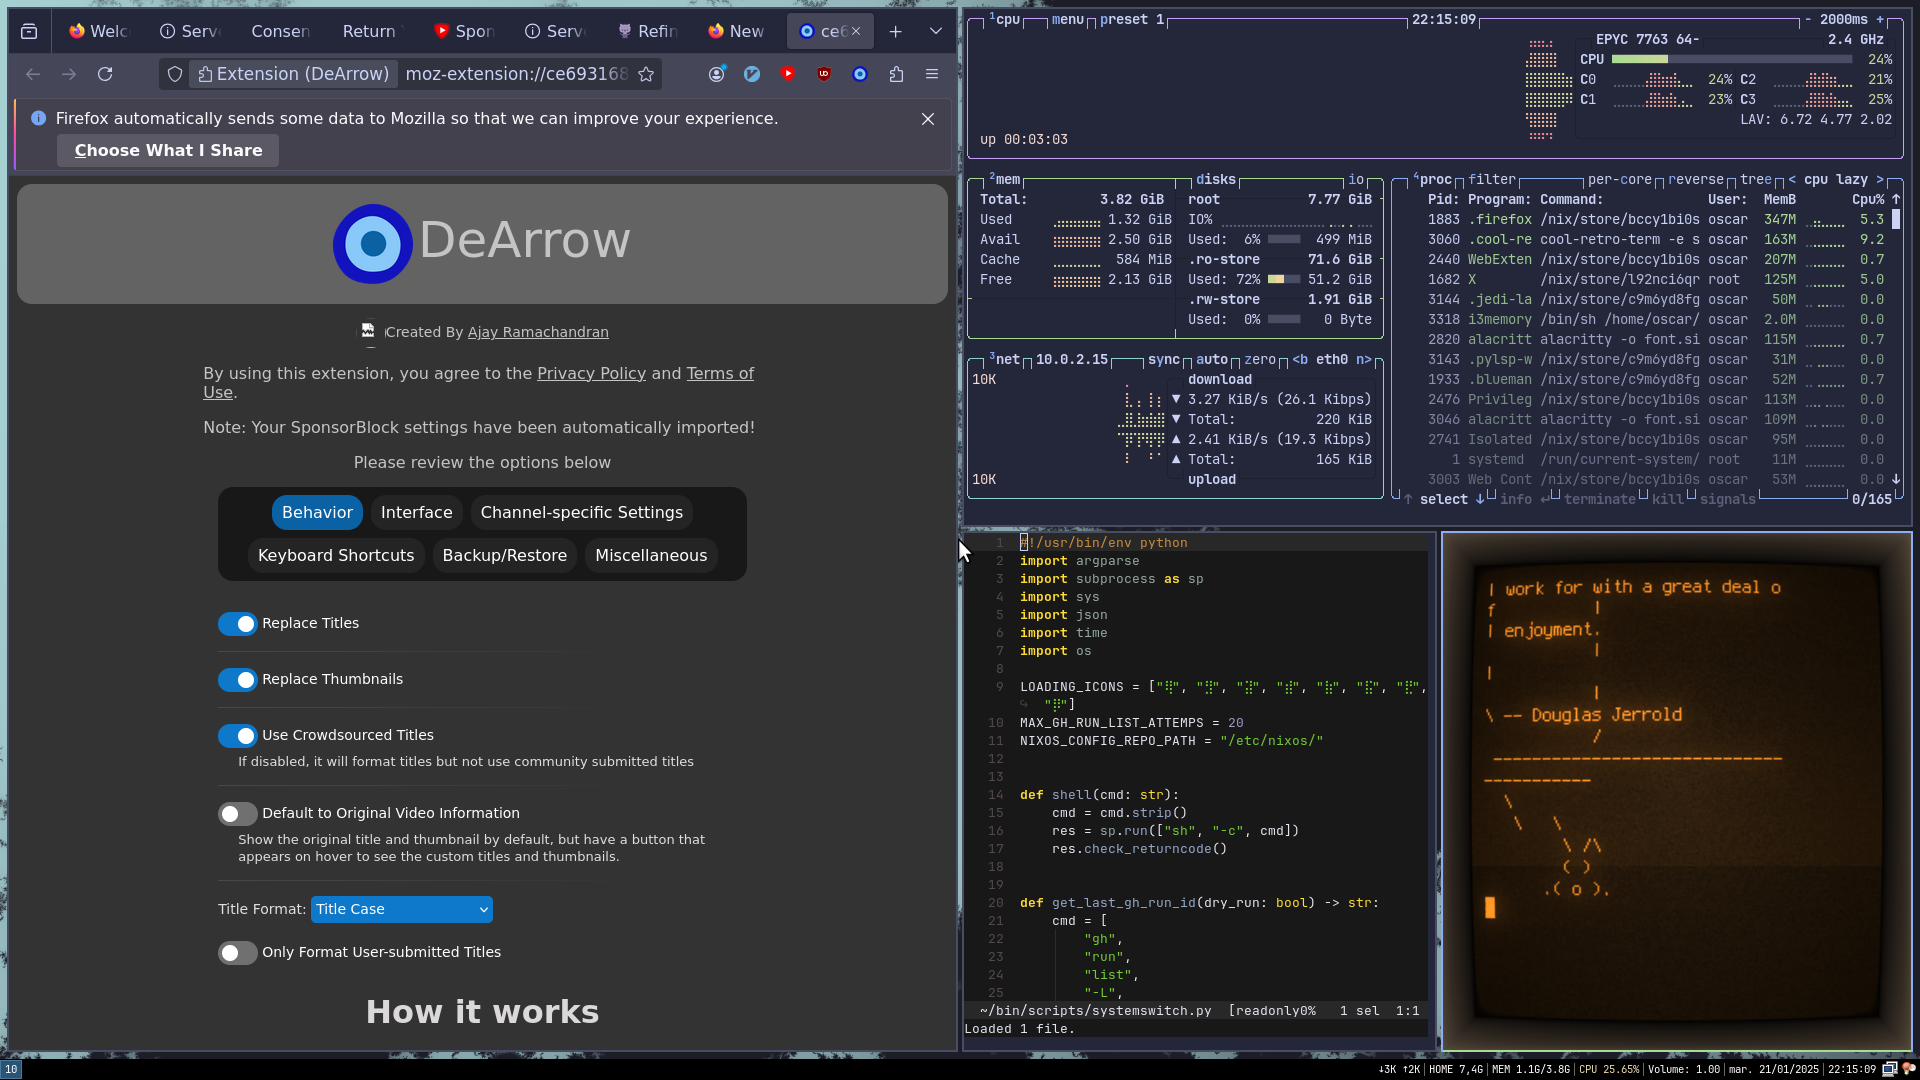 Welc
Serv
Consen
Return
Spon
Serv
Refin
New
ce6
Extension (DeArrow)
moz-extension://ce693168
Firefox automatically sends some data to Mozilla so that we can improve your experience.
Choose What I Share
DeArrow
Created By Ajay Ramachandran
By using this extension, you agree to the Privacy Policy and Terms of
Use.
Note: Your SponsorBlock settings have been automatically imported!
Please review the options below
Behavior Interface Channel-specific Settings
Keyboard Shortcuts Backup/Restore Miscellaneous
Replace Titles
Replace Thumbnails
Use Crowdsourced Titles
If disabled, it will format titles but not use community submitted titles
Default to Original Video Information
Show the original title and thumbnail by default, but have a button that
appears on hover to see the custom titles and thumbnails.
Title Format: Title Case
Only Format User-submitted Titles
How it works
1cpu menu preset 1 22:15:09 - 2000ms +
EPYC 7763 64- 2.4 GHz
CPU 24%
C0 24% C2 21%
C1 23% C3 25%
LAV: 6.72 4.77 2.02
up 00:03:03
2mem disks io
Total: 3.82 GiB root 7.77 GiB
Used 1.32 GiB IO%
Avail 2.50 GiB Used: 6% 499 MiB
Cache 584 MiB .ro-store 71.6 GiB
Free 2.13 GiB Used: 72% 51.2 GiB
.rw-store 1.91 GiB
Used: 0% 0 Byte
3net 10.0.2.15 sync auto zero <b eth0 n>
10K download
▼ 3.27 KiB/s (26.1 Kibps)
▼ Total: 220 KiB
▲ 2.41 KiB/s (19.3 Kibps)
▲ Total: 165 KiB
10K upload
4proc filter per-core reverse tree < cpu lazy >
Pid: Program: Command: User: MemB Cpu% ↑
1883 .firefox /nix/store/bccy1bi0s oscar 347M 5.3
3060 .cool-re cool-retro-term -e s oscar 163M 9.2
2440 WebExten /nix/store/bccy1bi0s oscar 207M 0.7
1682 X /nix/store/l92nci6qr root 125M 5.0
3144 .jedi-la /nix/store/c9m6yd8fg oscar 50M 0.0
3318 i3memory /bin/sh /home/oscar/ oscar 2.0M 0.0
2820 alacritt alacritty -o font.si oscar 115M 0.7
3143 .pylsp-w /nix/store/c9m6yd8fg oscar 31M 0.0
1933 .blueman /nix/store/c9m6yd8fg oscar 52M 0.7
2476 Privileg /nix/store/bccy1bi0s oscar 113M 0.0
3046 alacritt alacritty -o font.si oscar 109M 0.0
2741 Isolated /nix/store/bccy1bi0s oscar 95M 0.0
1 systemd /run/current-system/ root 11M 0.0
3003 Web Cont /nix/store/bccy1bi0s oscar 53M 0.0 ↓
↑ select ↓ info ↵ terminate kill signals 0/165
1 #!/usr/bin/env python
2 import argparse
3 import subprocess as sp
4 import sys
5 import json
6 import time
7 import os
8
9 LOADING_ICONS = ["⢿", "⣻", "⣽", "⣾", "⣷", "⣯", "⣟",
↪ "⡿"]
10 MAX_GH_RUN_LIST_ATTEMPS = 20
11 NIXOS_CONFIG_REPO_PATH = "/etc/nixos/"
12
13
14 def shell(cmd: str):
15 cmd = cmd.strip()
16 res = sp.run(["sh", "-c", cmd])
17 res.check_returncode()
18
19
20 def get_last_gh_run_id(dry_run: bool) -> str:
21 cmd = [
22 "gh",
23 "run",
24 "list",
25 "-L",
~/bin/scripts/systemswitch.py [readonly0% 1 sel 1:1
Loaded 1 file.
| work for with a great deal o
f |
| enjoyment.
|
|
|
\ -- Douglas Jerrold
/
-----------------------------
-----------
\
\ \
\ /\
( )
.( o ).
10
↓3K ↑2K | HOME 7,4G | MEM 1.1G/3.8G | CPU 25.65% | Volume: 1.00 | mar. 21/01/2025 | 22:15:09